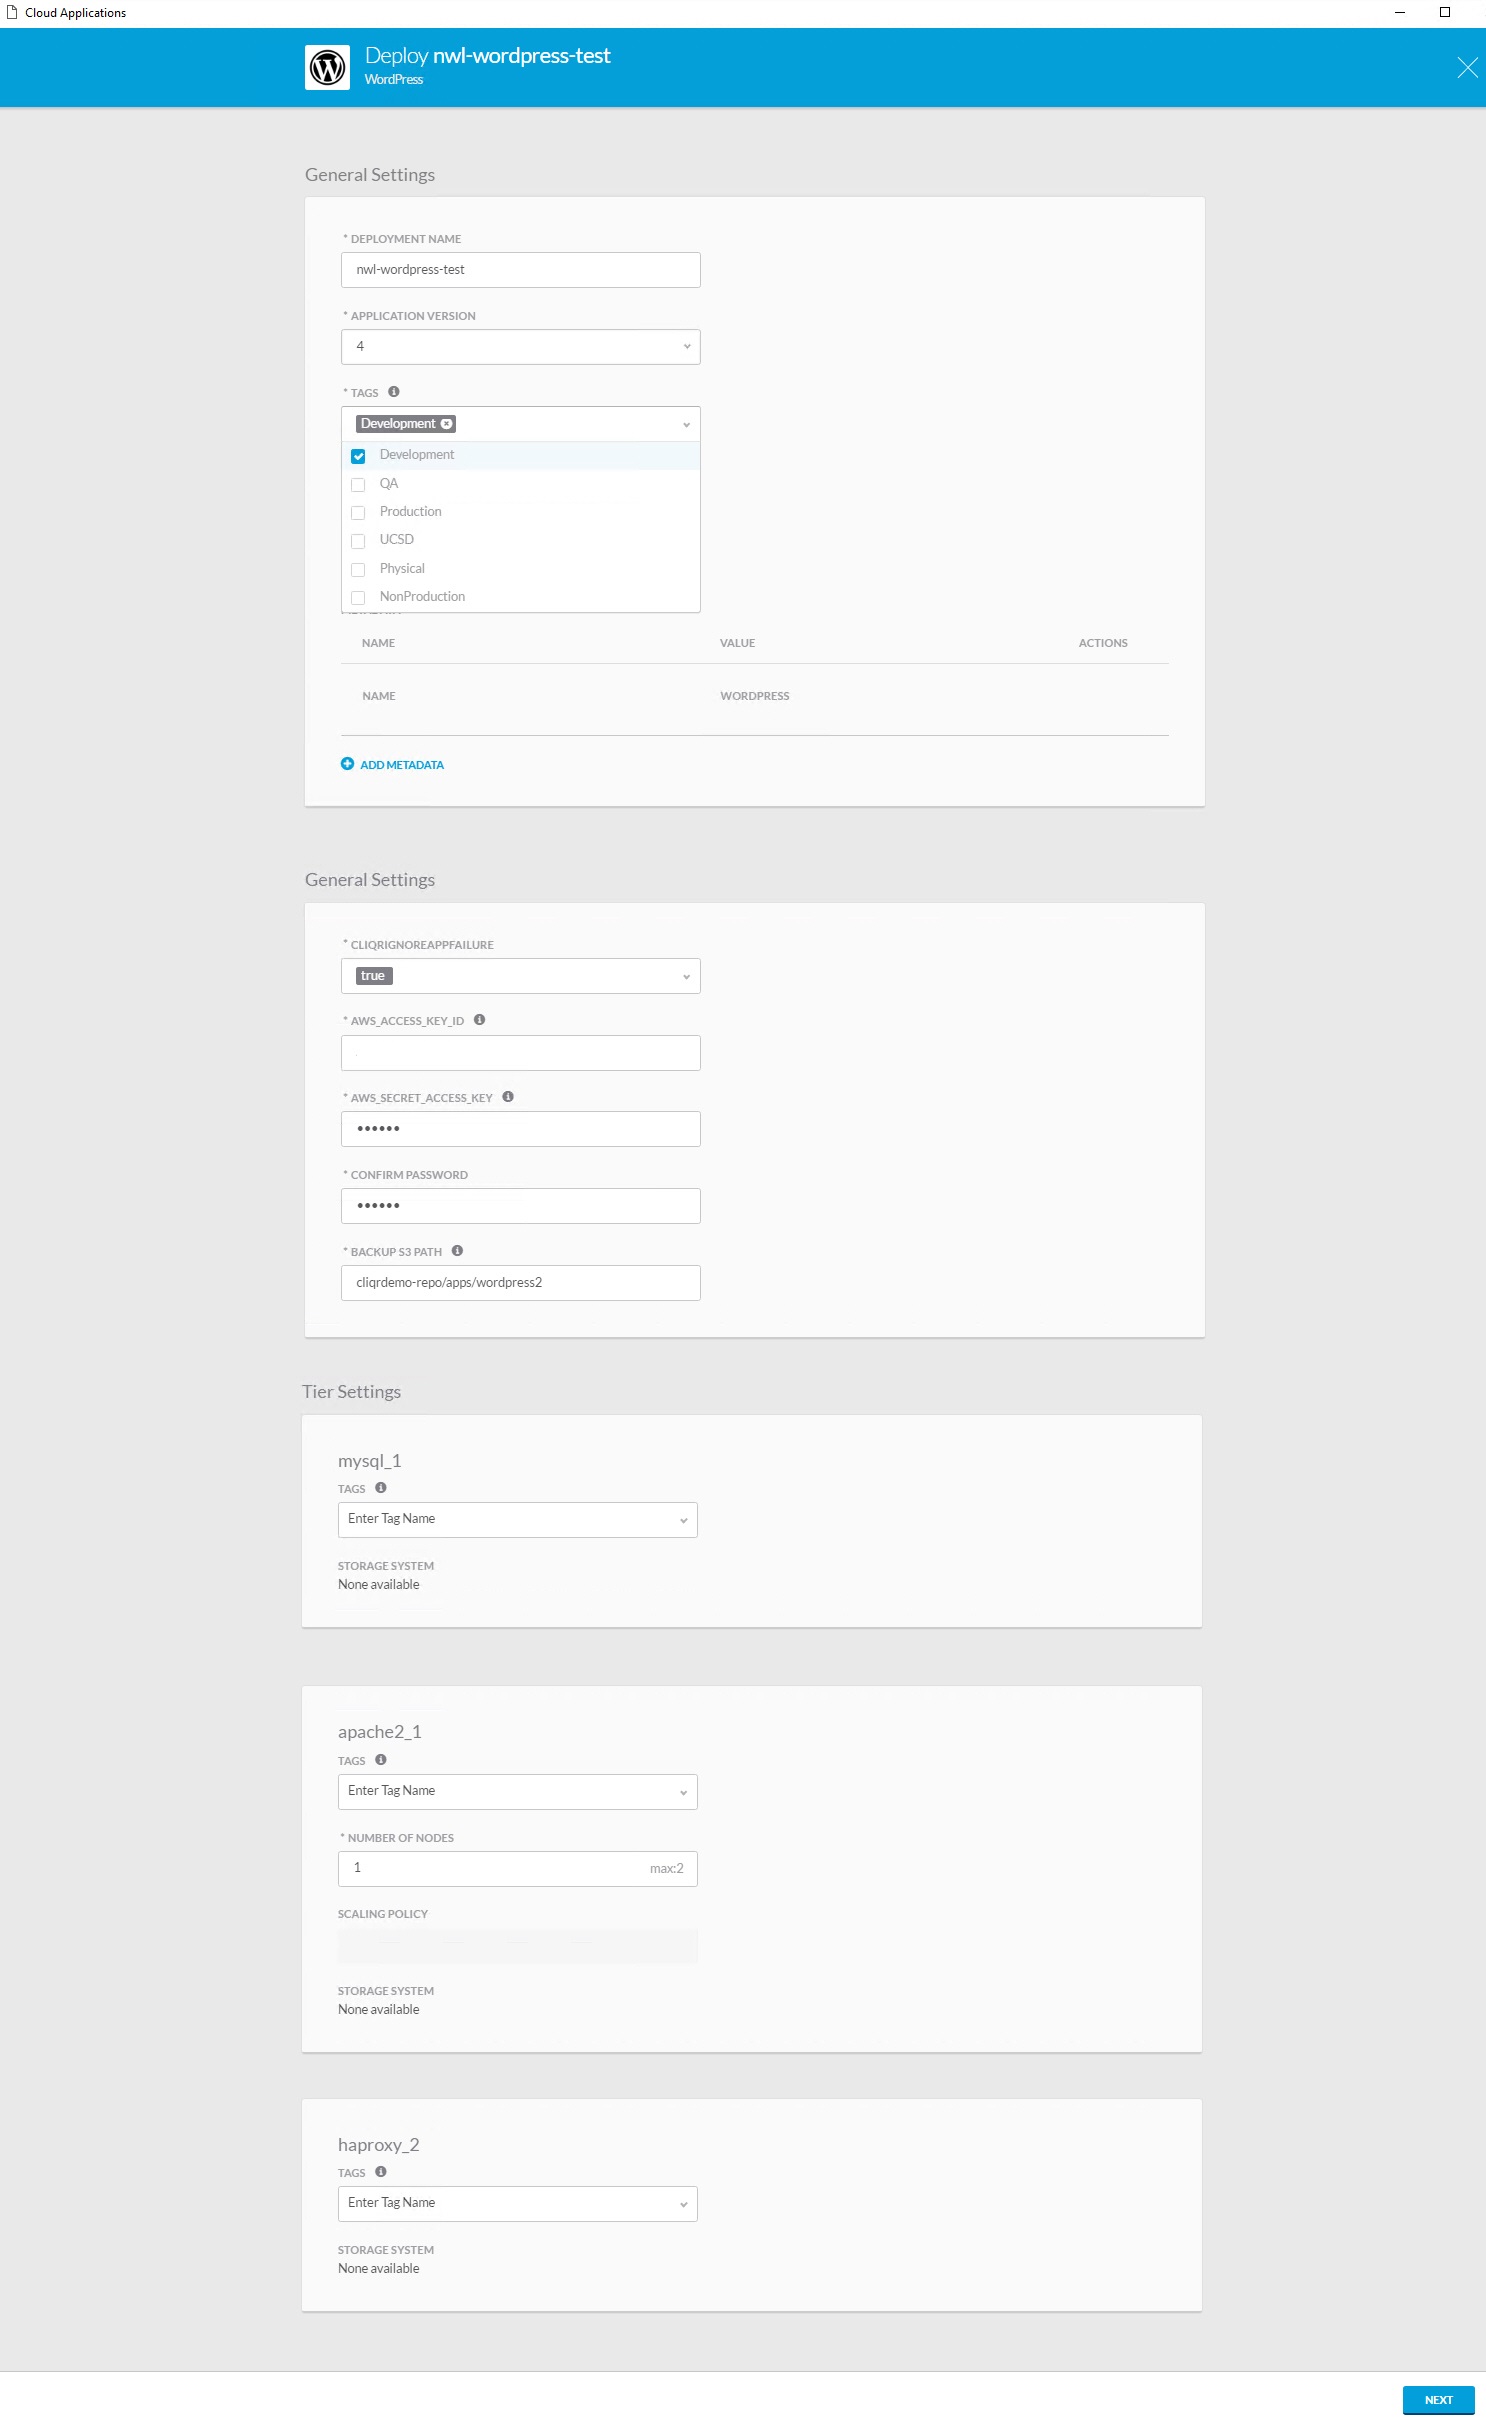 Cloud Applications
Deploy nwl-wordpress-test
WordPress
General Settings
* DEPLOYMENT NAME
nwl-wordpress-test
* APPLICATION VERSION
4
* TAGS
Development
Development
QA
Production
UCSD
Physical
NonProduction
NAME VALUE ACTIONS
NAME WORDPRESS
ADD METADATA
General Settings
* CLIQRIGNOREAPPFAILURE
true
* AWS_ACCESS_KEY_ID
* AWS_SECRET_ACCESS_KEY
••••••
* CONFIRM PASSWORD
••••••
* BACKUP S3 PATH
cliqrdemo-repo/apps/wordpress2
Tier Settings
mysql_1
TAGS
Enter Tag Name
STORAGE SYSTEM
None available
apache2_1
TAGS
Enter Tag Name
* NUMBER OF NODES
1 max:2
SCALING POLICY
STORAGE SYSTEM
None available
haproxy_2
TAGS
Enter Tag Name
STORAGE SYSTEM
None available
NEXT